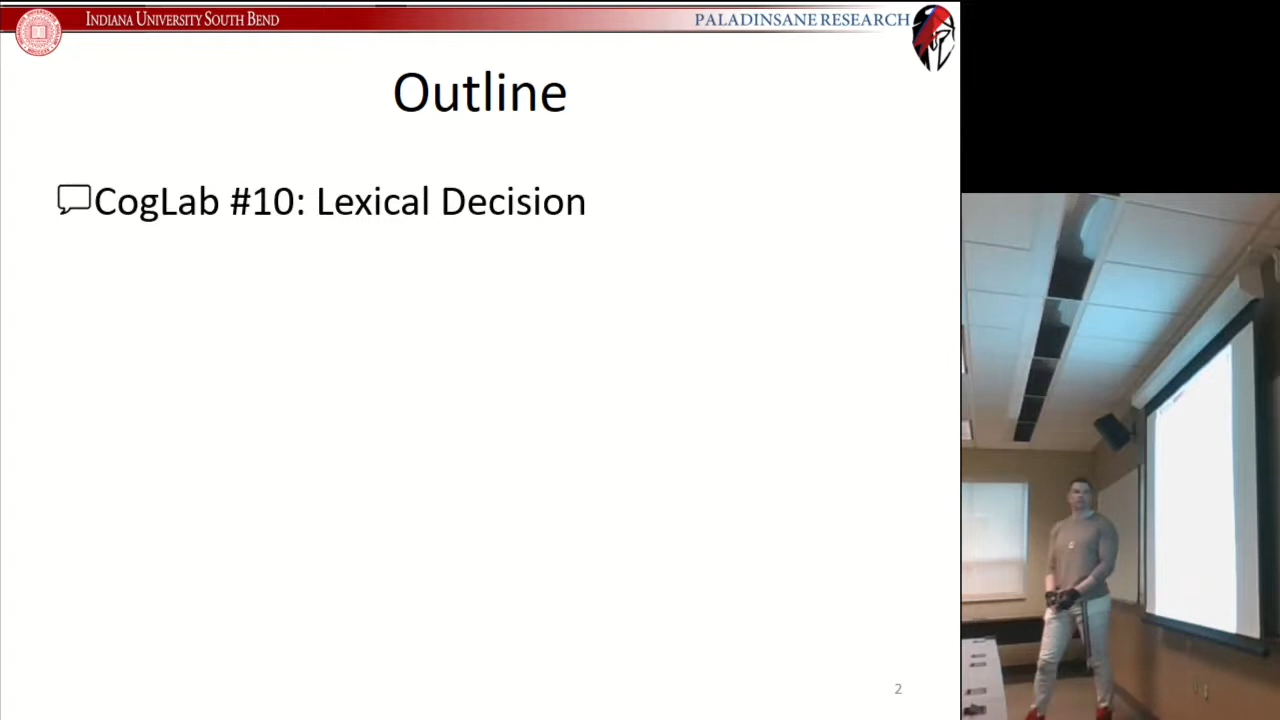 INDIANA UNIVERSITY SOUTH BEND
PALADINSANE RESEARCH
Outline
CogLab #10: Lexical Decision
2